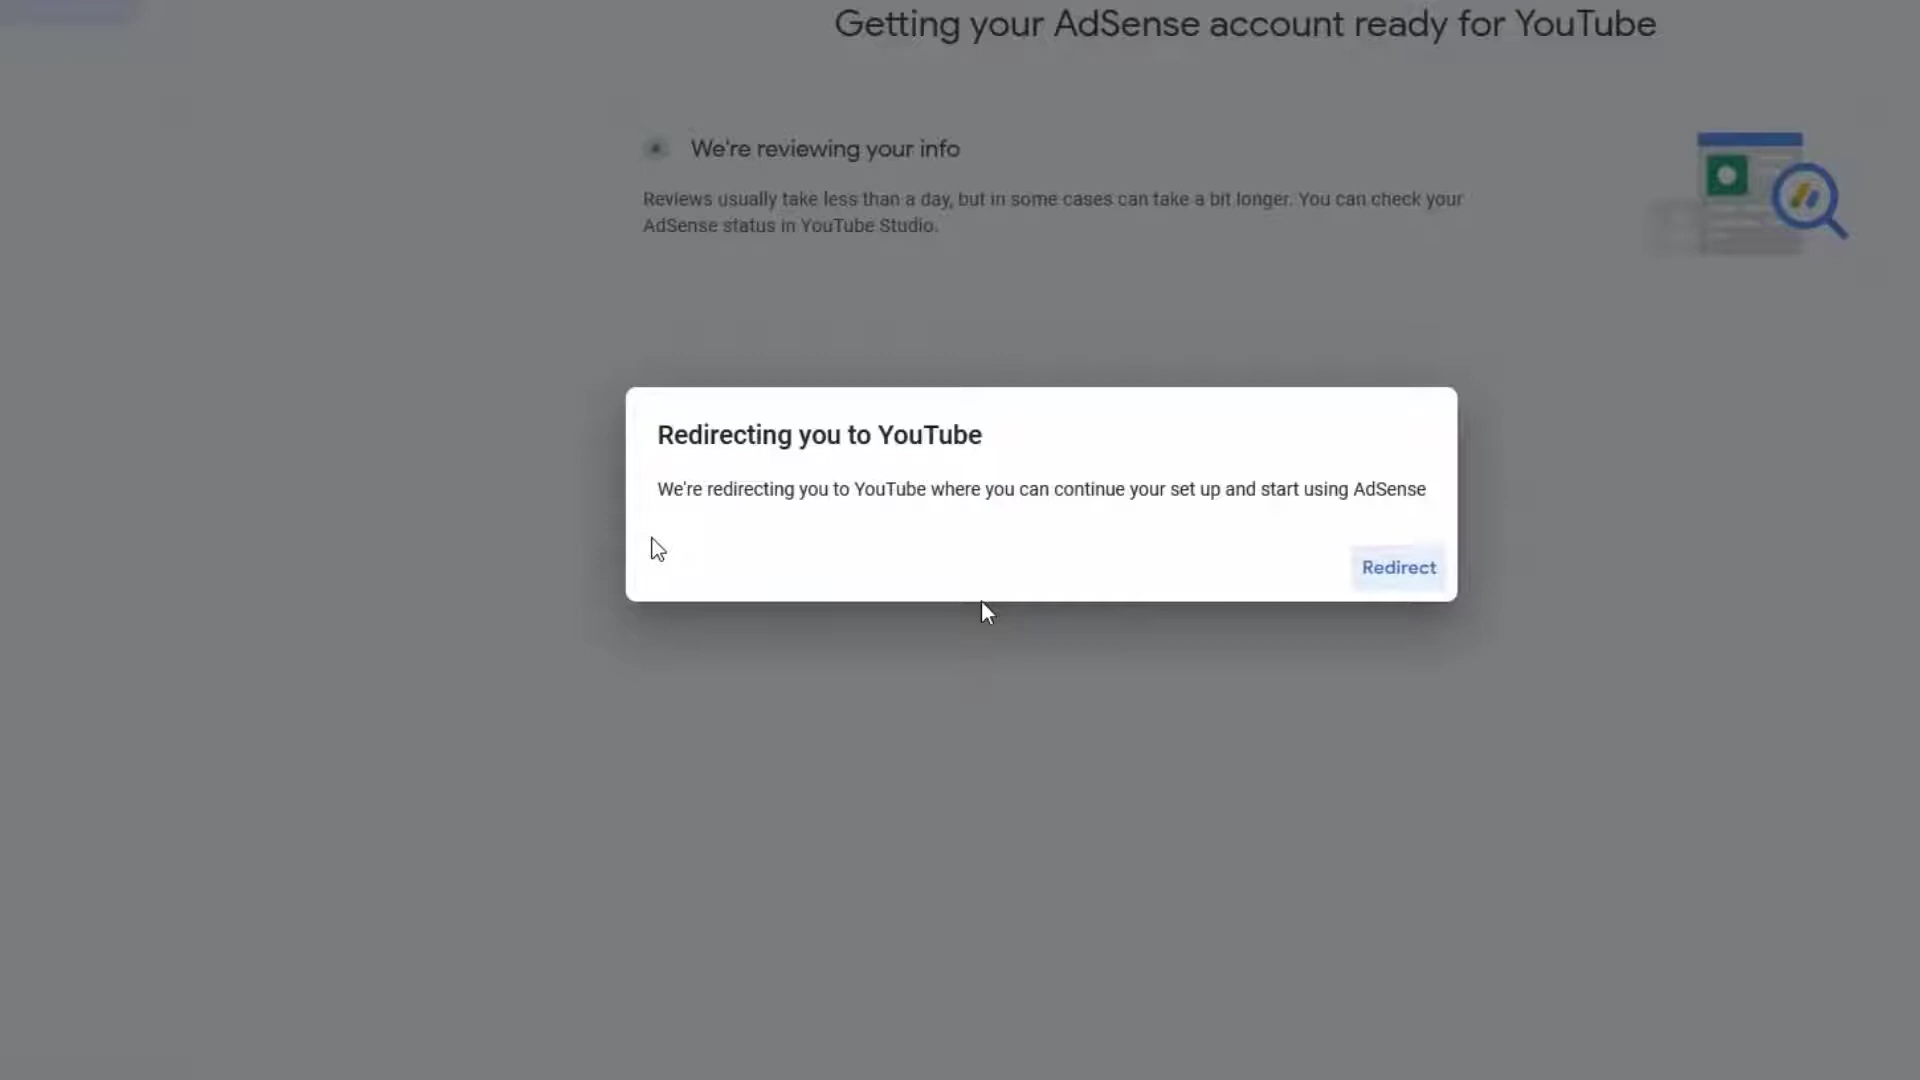 Getting your AdSense account ready for YouTube
We're reviewing your info
Reviews usually take less than a day, but in some cases can take a bit longer. You can check your
AdSense status in YouTube Studio.
Redirecting you to YouTube
We're redirecting you to YouTube where you can continue your set up and start using AdSense
Redirect